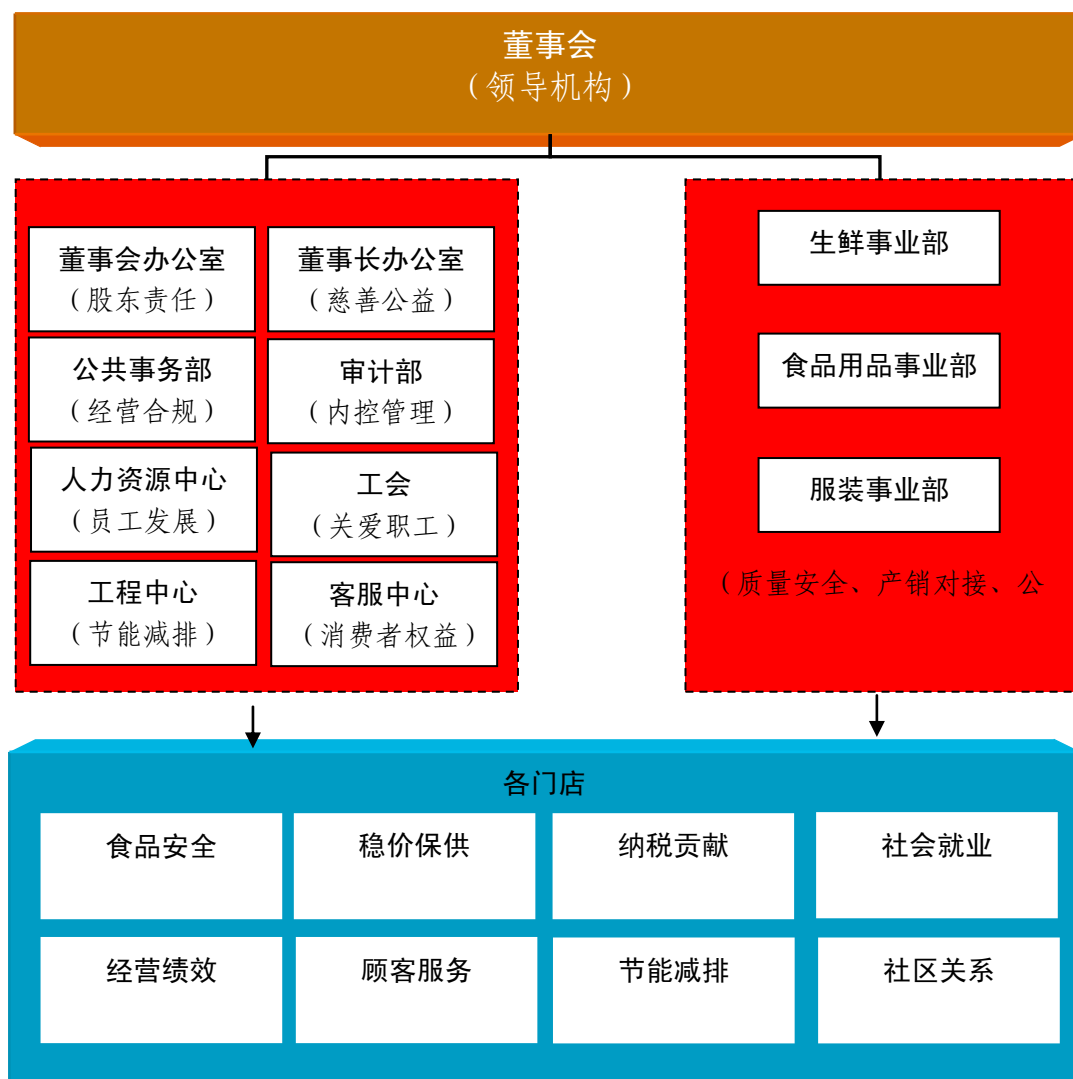 董事会
（领导机构）
董事会办公室
（股东责任）
董事长办公室
（慈善公益）
公共事务部
（经营合规）
审计部
（内控管理）
人力资源中心
（员工发展）
工会
（关爱职工）
工程中心
（节能减排）
客服中心
（消费者权益）
生鲜事业部
食品用品事业部
服装事业部
（质量安全、产销对接、公
各门店
食品安全
稳价保供
纳税贡献
社会就业
经营绩效
顾客服务
节能减排
社区关系